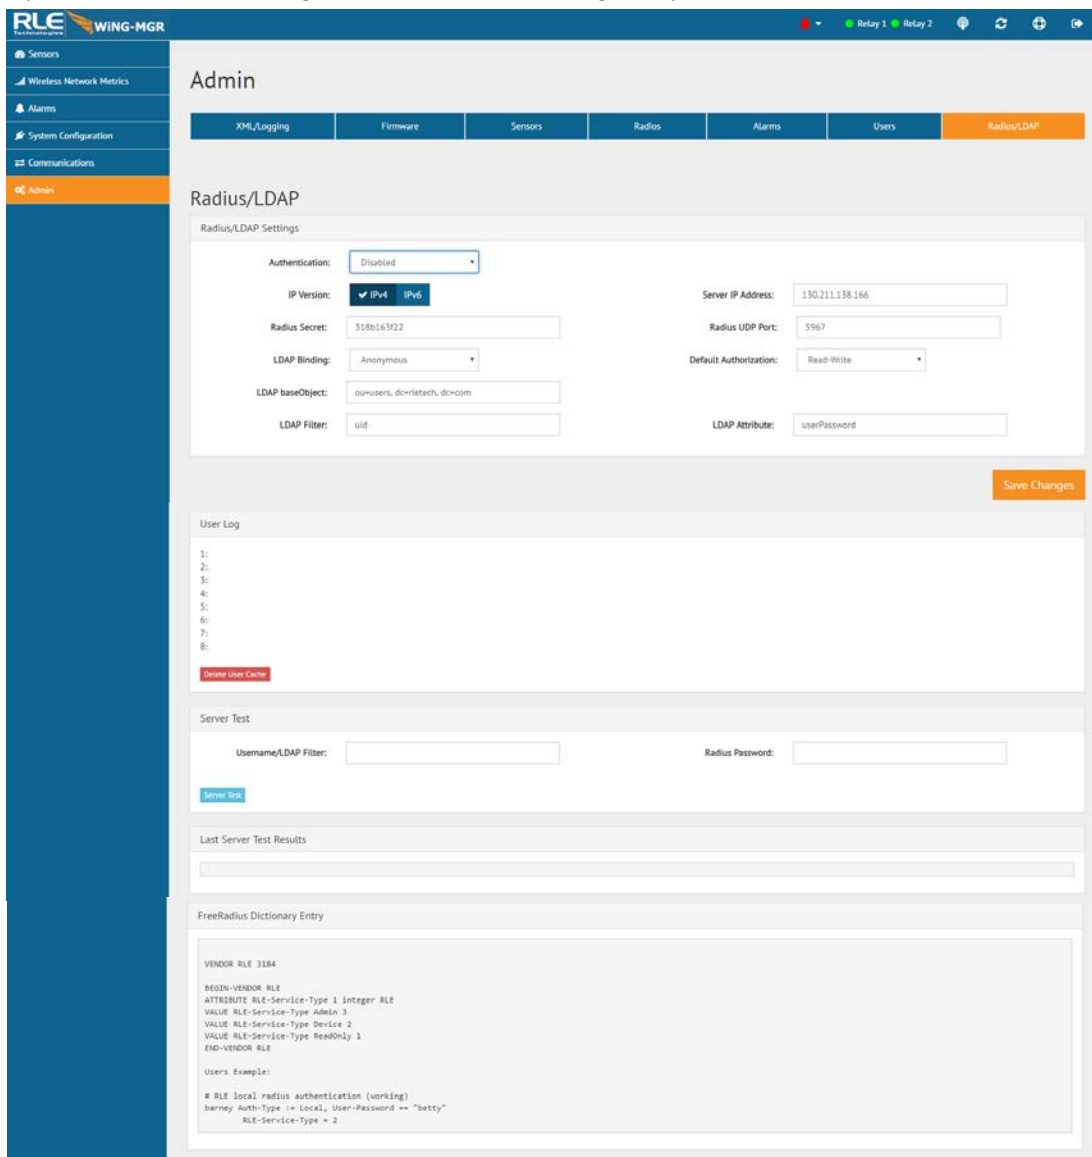 RLE WiNG-MGR
Technologies
Relay 1 Relay 2
Sensors
Wireless Network Metrics
Alarms
System Configuration
Communications
Admin
Admin
XML/Logging Firmware Sensors Radios Alarms Users Radius/LDAP
Radius/LDAP
Radius/LDAP Settings
Authentication: Disabled
IP Version: IPv4 IPv6 Server IP Address: 130.211.138.166
Radius Secret: 318b163f22 Radius UDP Port: 5967
LDAP Binding: Anonymous Default Authorization: Read-Write
LDAP baseObject: ou=users, dc=rletech, dc=com
LDAP Filter: uid LDAP Attribute: userPassword
Save Changes
User Log
1:
2:
3:
4:
5:
6:
7:
8:
Delete User Cache
Server Test
Username/LDAP Filter: Radius Password:
Server Test
Last Server Test Results
FreeRadius Dictionary Entry
VENDOR RLE 3184
BEGIN-VENDOR RLE
ATTRIBUTE RLE-Service-Type 1 integer RLE
VALUE RLE-Service-Type Admin 3
VALUE RLE-Service-Type Device 2
VALUE RLE-Service-Type ReadOnly 1
END-VENDOR RLE
Users Example:
# RLE local radius authentication (working)
barney Auth-Type := Local, User-Password == "betty"
RLE-Service-Type = 2